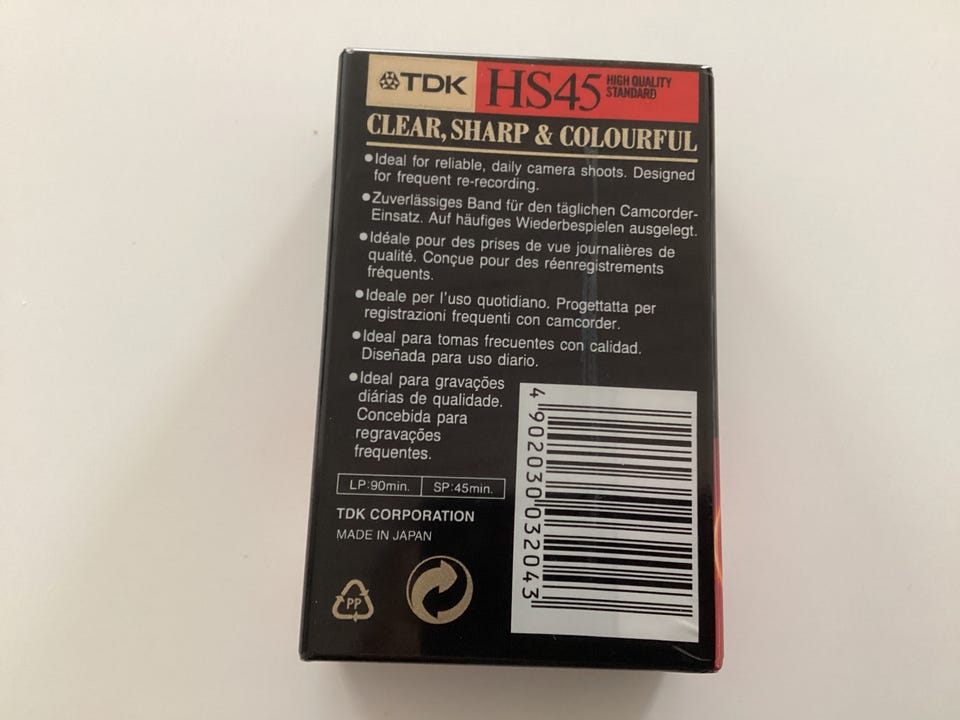 TDK HS45 HIGH QUALITY
STANDARD
CLEAR, SHARP & COLOURFUL
•Ideal for reliable, daily camera shoots. Designed
for frequent re-recording.
•Zuverlässiges Band für den täglichen Camcorder-
Einsatz. Auf häufiges Wiederbespielen ausgelegt.
•Idéale pour des prises de vue journalières de
qualité. Conçue pour des réenregistrements
fréquents.
•Ideale per l'uso quotidiano. Progettatta per
registrazioni frequenti con camcorder.
•Ideal para tomas frecuentes con calidad.
Diseñada para uso diario.
•Ideal para gravações
diárias de qualidade.
Concebida para
regravações
frequentes.
LP:90min. SP:45min.
TDK CORPORATION
MADE IN JAPAN
PP
4 902030 032043